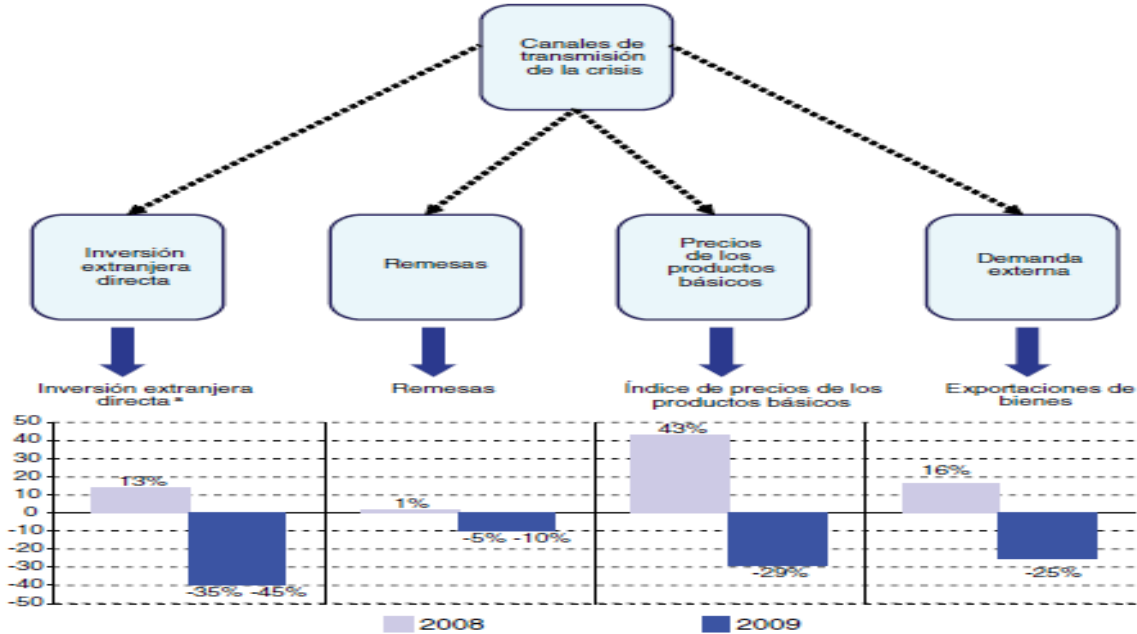 Canales de
transmisión
de la crisis
Inversión
extranjera
directa
Remesas
Precios
de los
productos
básicos
Demanda
externa
Inversión extranjera
directa ª
Remesas
Índice de precios de los
productos básicos
Exportaciones de
bienes
50
40
30
20
10
0
-10
-20
-30
-40
-50
13%
-35% -45%
1%
-5% -10%
43%
-29%
16%
-25%
2008
2009